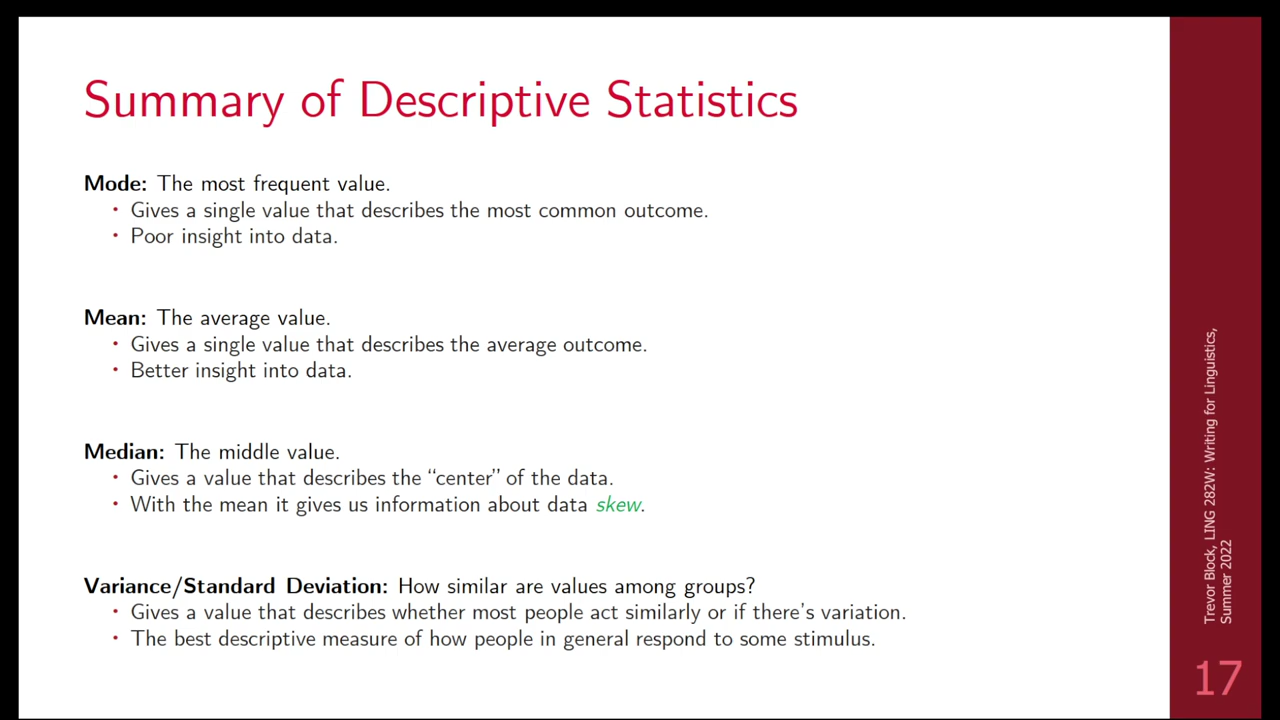 Summary of Descriptive Statistics
Mode: The most frequent value.
• Gives a single value that describes the most common outcome.
• Poor insight into data.
Mean: The average value.
• Gives a single value that describes the average outcome.
• Better insight into data.
Median: The middle value.
• Gives a value that describes the “center” of the data.
• With the mean it gives us information about data skew.
Variance/Standard Deviation: How similar are values among groups?
• Gives a value that describes whether most people act similarly or if there’s variation.
• The best descriptive measure of how people in general respond to some stimulus.
Trevor Block, LING 282W: Writing for Linguistics,
Summer 2022
17